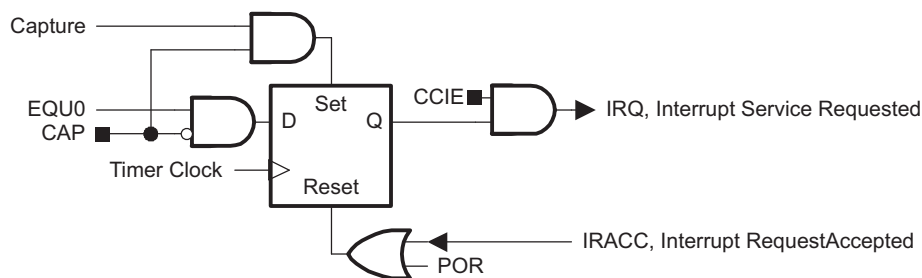 Capture
EQU0
CAP
Set
D
Q
CCIE
IRQ, Interrupt Service Requested
Timer Clock
Reset
IRACC, Interrupt RequestAccepted
POR